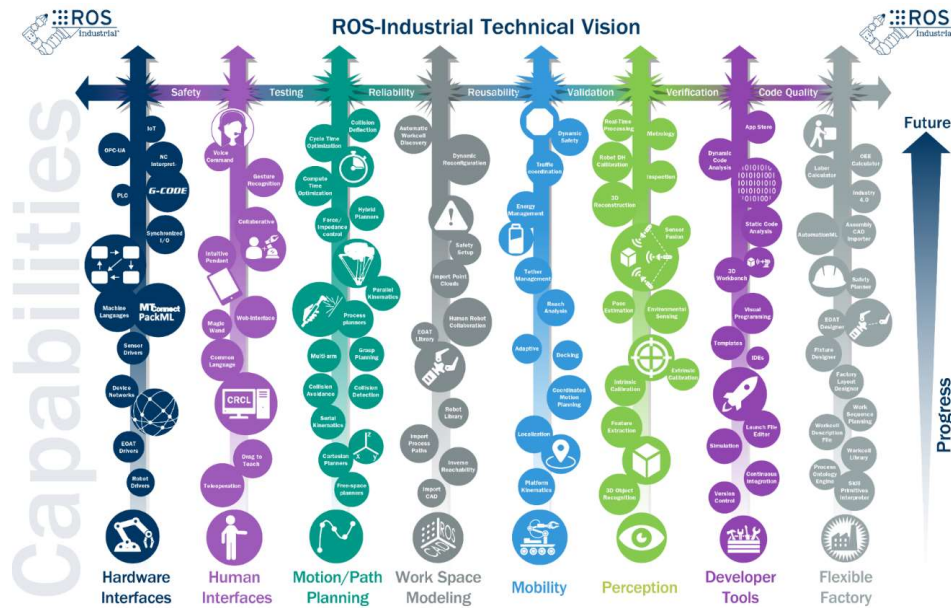 ROS
Industrial
ROS-Industrial Technical Vision
ROS
Industrial
Capabilities
Safety
Testing
Reliability
Reusability
Validation
Verification
Code Quality
Future
Progress
IoT
OPC-UA
NC
Interpret-
PLC
G-CODE
Synchronized
I/O
Machine
Languages
MTConnect
PackML
Sensor
Drivers
Device
Networks
EOAT
Drivers
Robot
Drivers
Hardware
Interfaces
Voice
Command
Gesture
Recognition
Collaborative
Intuitive
Pendant
Magic
Wand
Web-Interface
Common
Language
CRCL
Drag to
Teach
Teleoperation
Human
Interfaces
Collision
Deflection
Cycle Time
Optimization
Compute
Time
Optimization
Hybrid
Planners
Force/
Impedance
control
Parallel
Kinematics
Process
planners
Multi-arm
Group
Planning
Collision
Avoidance
Collision
Detection
Serial
Kinematics
Cartesian
Planners
X
Y
Z
Free-space
planners
Motion/Path
Planning
Automatic
Workcell
Discovery
Dynamic
Reconfiguration
Safety
Setup
Import Point
Clouds
Human Robot
Collaboration
EOAT
Library
Robot
Library
Import
Process
Paths
Inverse
Reachability
Import
CAD
CAD
ROS
Work Space
Modeling
Dynamic
Safety
Traffic
coordination
Energy
Management
Tether
Management
Reach
Analysis
Adaptive
Docking
Coordinated
Motion
Planning
Localization
Platform
Kinematics
Mobility
Real-Time
Processing
Metrology
Robot DH
Calibration
Inspection
3D
Reconstruction
Sensor
Fusion
Pose
Estimation
Environmental
Sensing
Extrinsic
Calibration
Intrinsic
Calibration
Feature
Extraction
3D Object
Recognition
Perception
App Store
Dynamic
Code
Analysis
Static Code
Analysis
3D
Workbench
Visual
Programming
Templates
IDEs
Launch File
Editor
Simulation
Continuous
Integration
Version
Control
Developer
Tools
OEE
Calculator
Labor
Calculator
Industry
4.0
AutomationML
Assembly
CAD
Importer
Safety
Planner
EOAT
Designer
Fixture
Designer
Factory
Layout
Designer
Work
Sequence
Planning
Workcell
Description
File
Workcell
Library
Process
Ontology
Engine
Skill
Primitives
Interpreter
Flexible
Factory